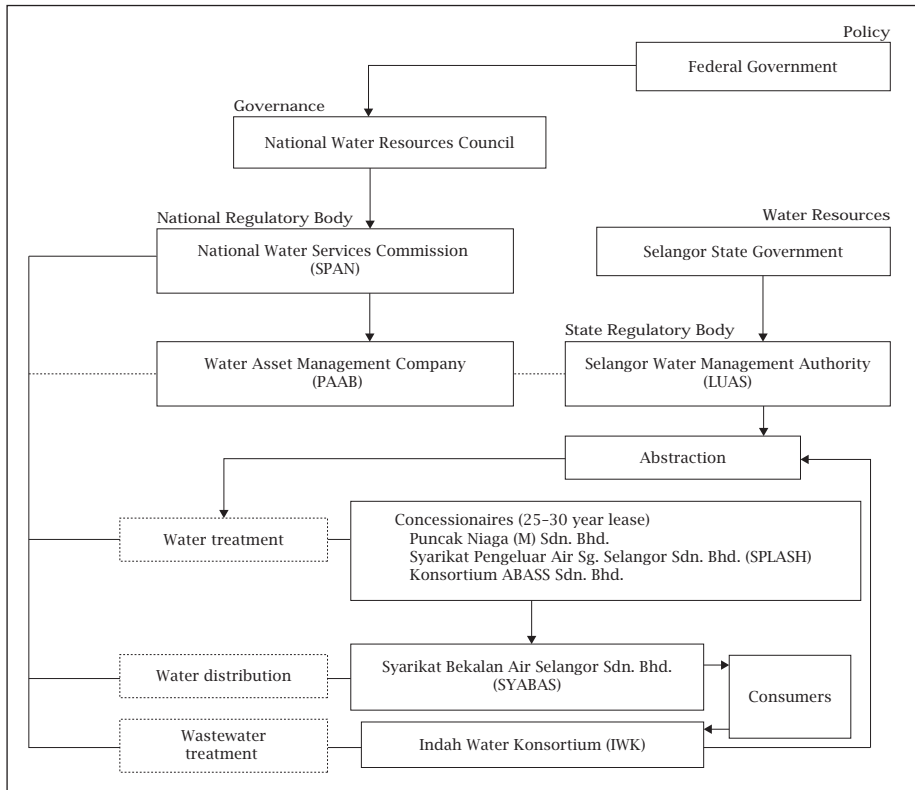 Policy
Federal Government
Governance
National Water Resources Council
National Regulatory Body
National Water Services Commission
(SPAN)
Water Resources
Selangor State Government
Water Asset Management Company
(PAAB)
State Regulatory Body
Selangor Water Management Authority
(LUAS)
Abstraction
Water treatment
Concessionaires (25–30 year lease)
Puncak Niaga (M) Sdn. Bhd.
Syarikat Pengeluar Air Sg. Selangor Sdn. Bhd. (SPLASH)
Konsortium ABASS Sdn. Bhd.
Water distribution
Syarikat Bekalan Air Selangor Sdn. Bhd.
(SYABAS)
Consumers
Wastewater
treatment
Indah Water Konsortium (IWK)